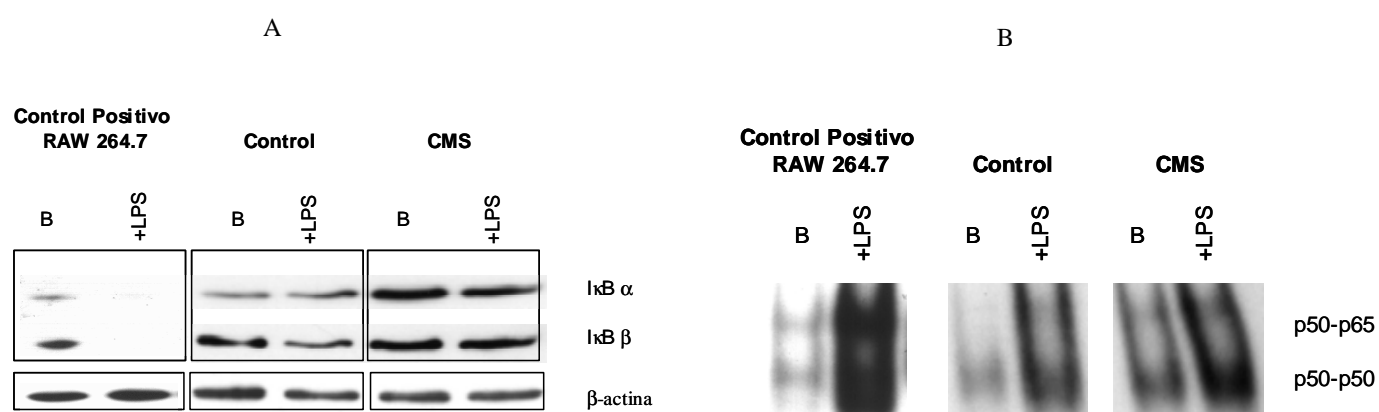 A
Control Positivo
RAW 264.7
Control
CMS
B
+LPS
B
+LPS
B
+LPS
IκB α
IκB β
β-actina
B
Control Positivo
RAW 264.7
Control
CMS
B
+LPS
B
+LPS
B
+LPS
p50-p65
p50-p50